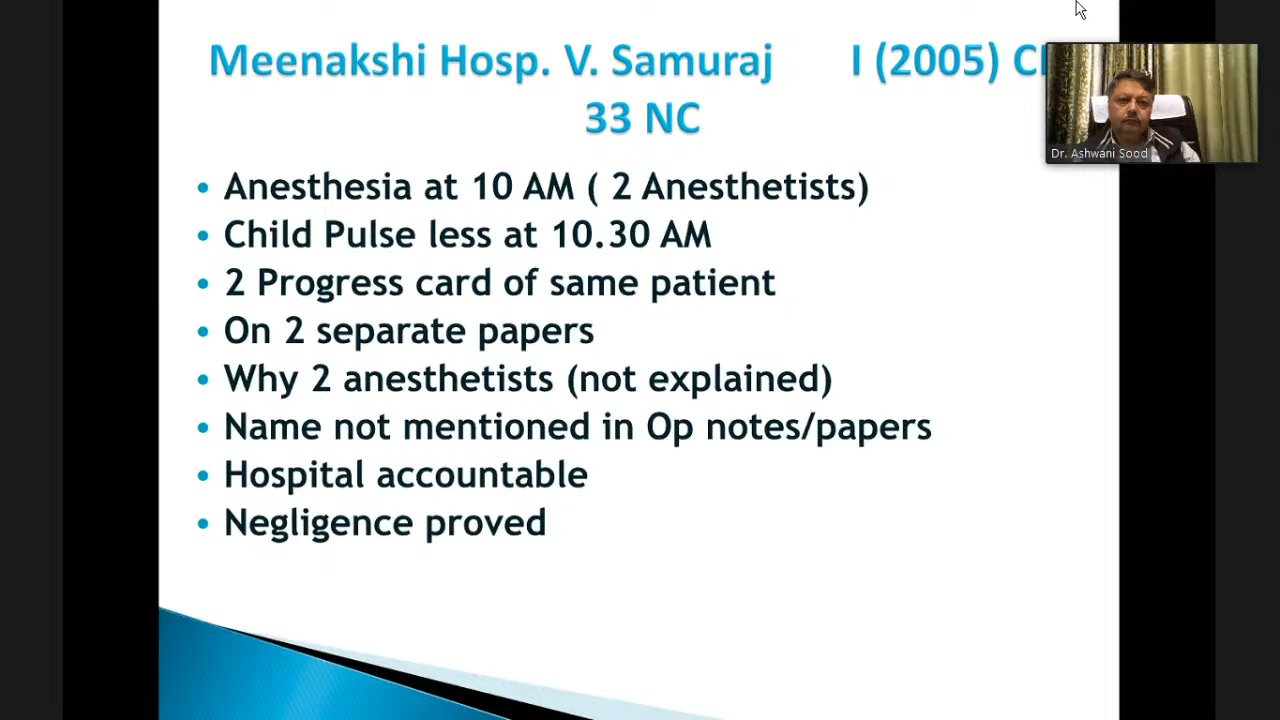 Meenakshi Hosp. V. Samuraj I (2005)
33 NC
Dr. Ashwani Sood
• Anesthesia at 10 AM ( 2 Anesthetists)
• Child Pulse less at 10.30 AM
• 2 Progress card of same patient
• On 2 separate papers
• Why 2 anesthetists (not explained)
• Name not mentioned in Op notes/papers
• Hospital accountable
• Negligence proved